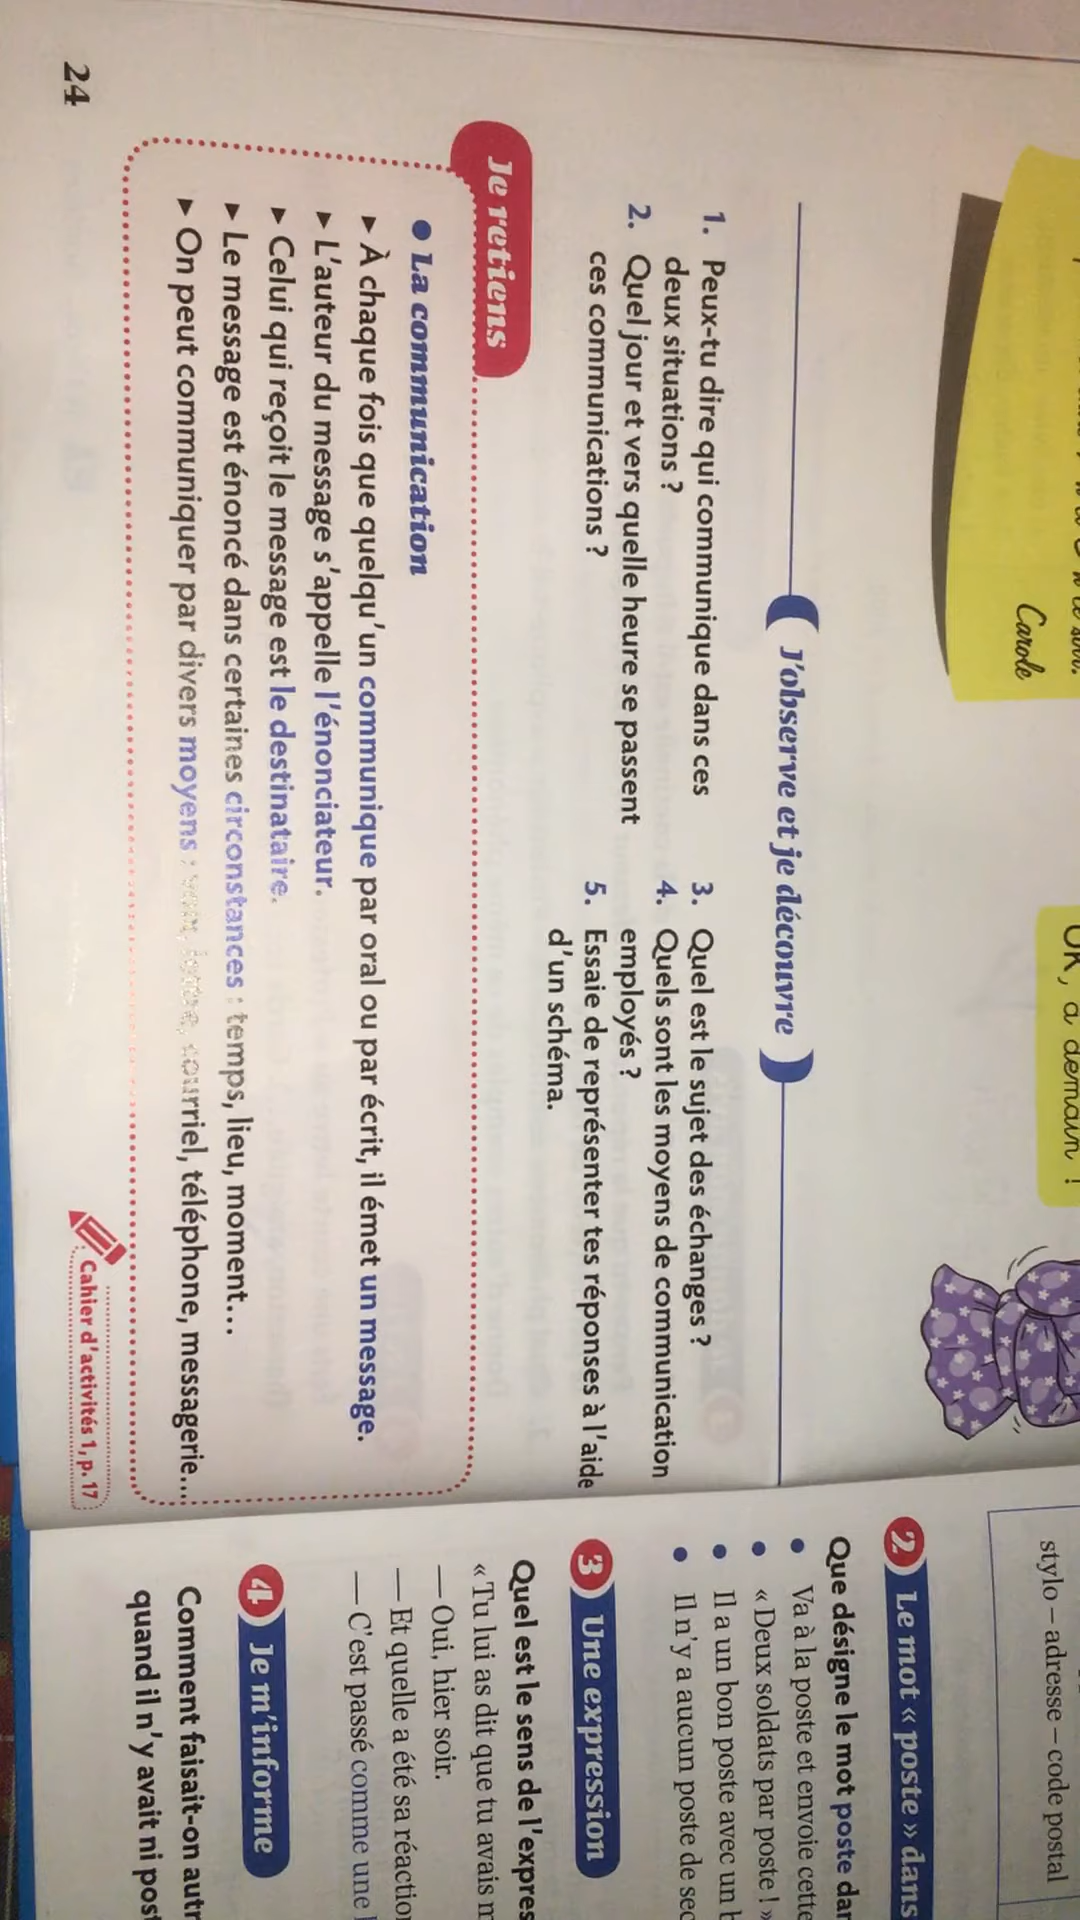 Carole
OK, à demain !
J'observe et je découvre
1. Peux-tu dire qui communique dans ces
deux situations ?
2. Quel jour et vers quelle heure se passent
ces communications ?
3. Quel est le sujet des échanges ?
4. Quels sont les moyens de communication
employés ?
5. Essaie de représenter tes réponses à l'aide
d'un schéma.
Je retiens
● La communication
► À chaque fois que quelqu'un communique par oral ou par écrit, il émet un message.
► L'auteur du message s'appelle l'énonciateur.
► Celui qui reçoit le message est le destinataire.
► Le message est énoncé dans certaines circonstances : temps, lieu, moment...
► On peut communiquer par divers moyens : voix, lettre, courriel, téléphone, messagerie...
Cahier d'activités 1, p. 17
24
stylo – adresse – code postal
2 Le mot « poste » dans
Que désigne le mot poste dan
● Va à la poste et envoie cette
● « Deux soldats par poste ! »
● Il a un bon poste avec un b
● Il n'y a aucun poste de sec
3 Une expression
Quel est le sens de l'expres
« Tu lui as dit que tu avais m
— Oui, hier soir.
— Et quelle a été sa réaction
— C'est passé comme une l
4 Je m'informe
Comment faisait-on autr
quand il n'y avait ni post